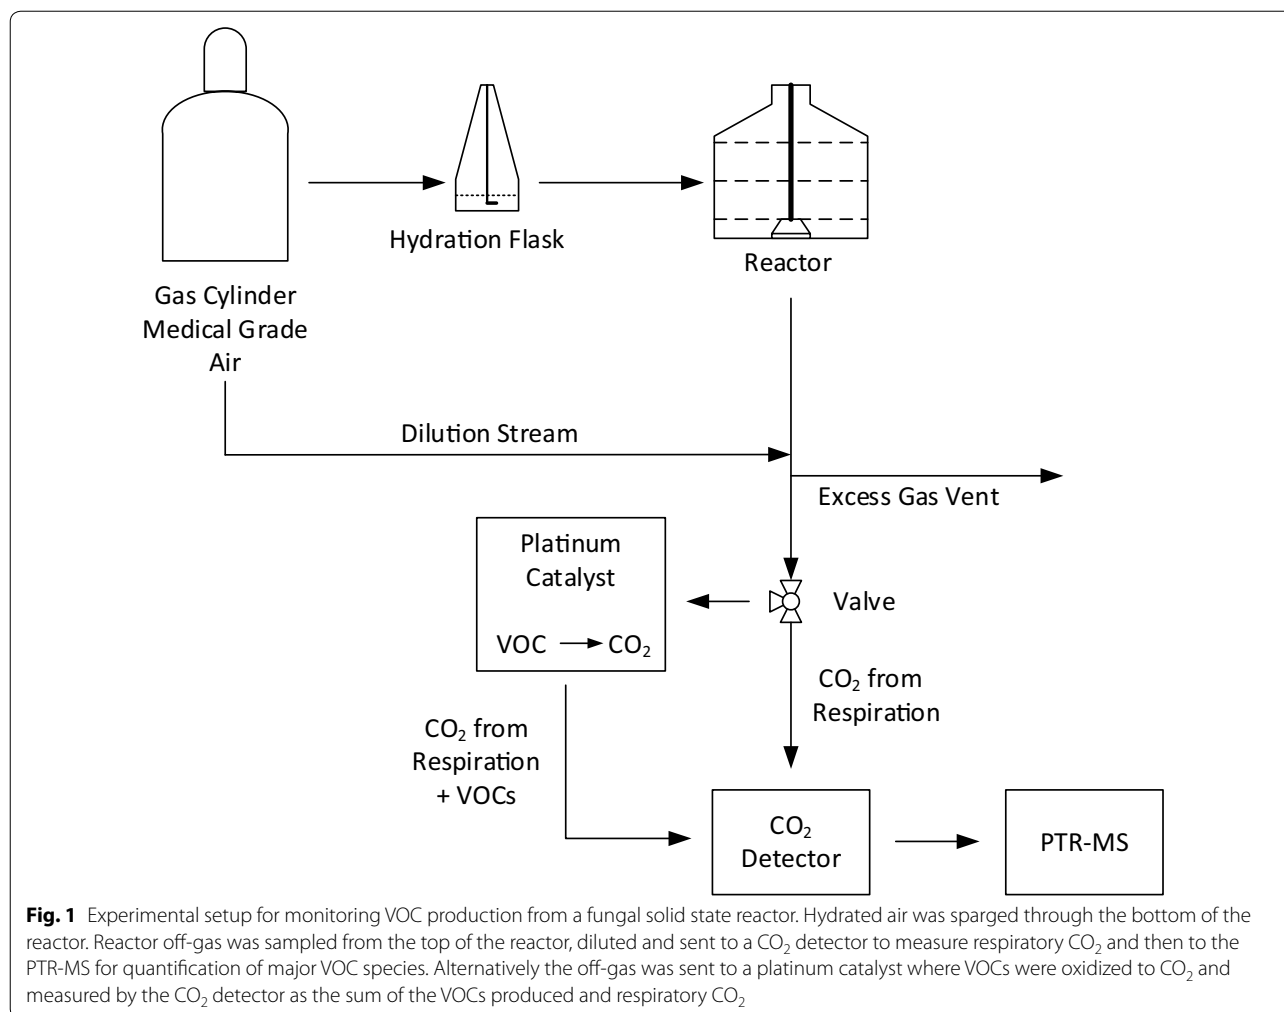 Hydration Flask
Reactor
Gas Cylinder
Medical Grade
Air
Dilution Stream
Excess Gas Vent
Platinum
Catalyst
VOC → CO₂
Valve
CO₂ from
Respiration
CO₂ from
Respiration
+ VOCs
CO₂
Detector
PTR-MS
Fig. 1 Experimental setup for monitoring VOC production from a fungal solid state reactor. Hydrated air was sparged through the bottom of the
reactor. Reactor off-gas was sampled from the top of the reactor, diluted and sent to a CO₂ detector to measure respiratory CO₂ and then to the
PTR-MS for quantification of major VOC species. Alternatively the off-gas was sent to a platinum catalyst where VOCs were oxidized to CO₂ and
measured by the CO₂ detector as the sum of the VOCs produced and respiratory CO₂